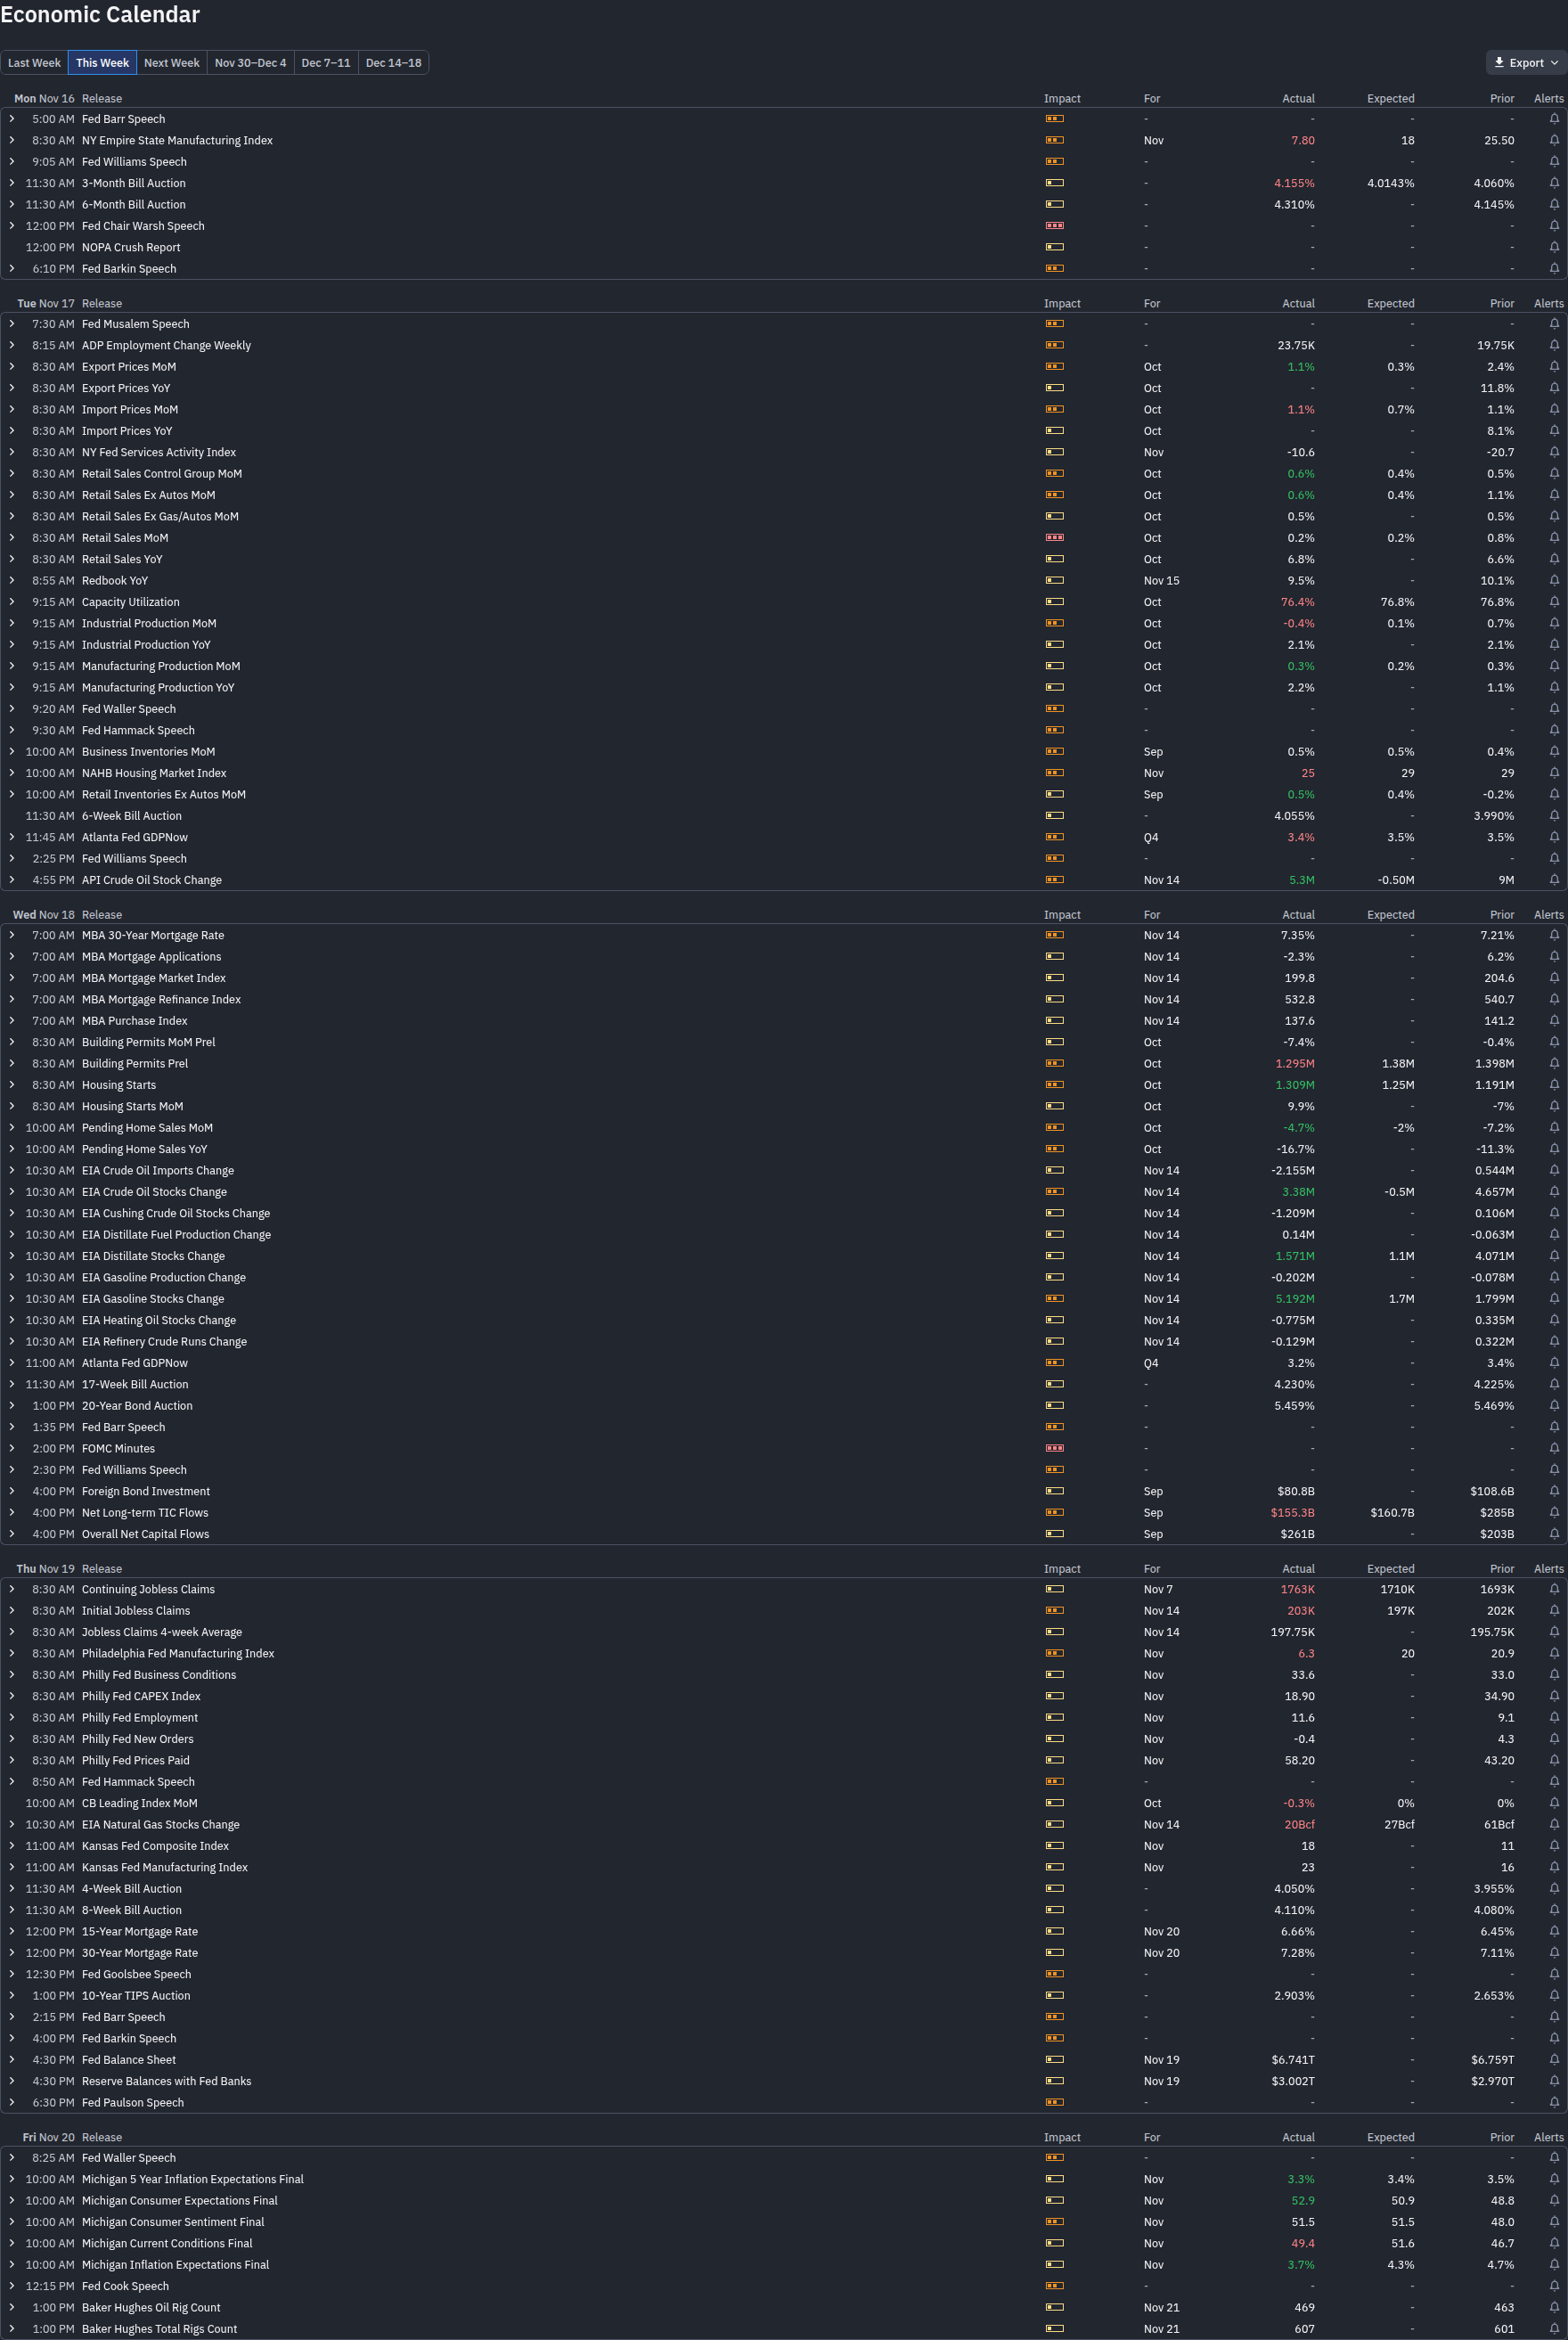 Economic Calendar
Last Week This Week Next Week Nov 30–Dec 4 Dec 7–11 Dec 14–18 Export
Mon Nov 16 Release Impact For Actual Expected Prior Alerts
5:00 AM Fed Barr Speech - - - -
8:30 AM NY Empire State Manufacturing Index Nov 7.80 18 25.50
9:05 AM Fed Williams Speech - - - -
11:30 AM 3-Month Bill Auction - 4.155% 4.0143% 4.060%
11:30 AM 6-Month Bill Auction - 4.310% - 4.145%
12:00 PM Fed Chair Warsh Speech - - - -
12:00 PM NOPA Crush Report - - - -
6:10 PM Fed Barkin Speech - - - -
Tue Nov 17 Release Impact For Actual Expected Prior Alerts
7:30 AM Fed Musalem Speech - - - -
8:15 AM ADP Employment Change Weekly - 23.75K - 19.75K
8:30 AM Export Prices MoM Oct 1.1% 0.3% 2.4%
8:30 AM Export Prices YoY Oct - - 11.8%
8:30 AM Import Prices MoM Oct 1.1% 0.7% 1.1%
8:30 AM Import Prices YoY Oct - - 8.1%
8:30 AM NY Fed Services Activity Index Nov -10.6 - -20.7
8:30 AM Retail Sales Control Group MoM Oct 0.6% 0.4% 0.5%
8:30 AM Retail Sales Ex Autos MoM Oct 0.6% 0.4% 1.1%
8:30 AM Retail Sales Ex Gas/Autos MoM Oct 0.5% - 0.5%
8:30 AM Retail Sales MoM Oct 0.2% 0.2% 0.8%
8:30 AM Retail Sales YoY Oct 6.8% - 6.6%
8:55 AM Redbook YoY Nov 15 9.5% - 10.1%
9:15 AM Capacity Utilization Oct 76.4% 76.8% 76.8%
9:15 AM Industrial Production MoM Oct -0.4% 0.1% 0.7%
9:15 AM Industrial Production YoY Oct 2.1% - 2.1%
9:15 AM Manufacturing Production MoM Oct 0.3% 0.2% 0.3%
9:15 AM Manufacturing Production YoY Oct 2.2% - 1.1%
9:20 AM Fed Waller Speech - - - -
9:30 AM Fed Hammack Speech - - - -
10:00 AM Business Inventories MoM Sep 0.5% 0.5% 0.4%
10:00 AM NAHB Housing Market Index Nov 25 29 29
10:00 AM Retail Inventories Ex Autos MoM Sep 0.5% 0.4% -0.2%
11:30 AM 6-Week Bill Auction - 4.055% - 3.990%
11:45 AM Atlanta Fed GDPNow Q4 3.4% 3.5% 3.5%
2:25 PM Fed Williams Speech - - - -
4:55 PM API Crude Oil Stock Change Nov 14 5.3M -0.50M 9M
Wed Nov 18 Release Impact For Actual Expected Prior Alerts
7:00 AM MBA 30-Year Mortgage Rate Nov 14 7.35% - 7.21%
7:00 AM MBA Mortgage Applications Nov 14 -2.3% - 6.2%
7:00 AM MBA Mortgage Market Index Nov 14 199.8 - 204.6
7:00 AM MBA Mortgage Refinance Index Nov 14 532.8 - 540.7
7:00 AM MBA Purchase Index Nov 14 137.6 - 141.2
8:30 AM Building Permits MoM Prel Oct -7.4% - -0.4%
8:30 AM Building Permits Prel Oct 1.295M 1.38M 1.398M
8:30 AM Housing Starts Oct 1.309M 1.25M 1.191M
8:30 AM Housing Starts MoM Oct 9.9% - -7%
10:00 AM Pending Home Sales MoM Oct -4.7% -2% -7.2%
10:00 AM Pending Home Sales YoY Oct -16.7% - -11.3%
10:30 AM EIA Crude Oil Imports Change Nov 14 -2.155M - 0.544M
10:30 AM EIA Crude Oil Stocks Change Nov 14 3.38M -0.5M 4.657M
10:30 AM EIA Cushing Crude Oil Stocks Change Nov 14 -1.209M - 0.106M
10:30 AM EIA Distillate Fuel Production Change Nov 14 0.14M - -0.063M
10:30 AM EIA Distillate Stocks Change Nov 14 1.571M 1.1M 4.071M
10:30 AM EIA Gasoline Production Change Nov 14 -0.202M - -0.078M
10:30 AM EIA Gasoline Stocks Change Nov 14 5.192M 1.7M 1.799M
10:30 AM EIA Heating Oil Stocks Change Nov 14 -0.775M - 0.335M
10:30 AM EIA Refinery Crude Runs Change Nov 14 -0.129M - 0.322M
11:00 AM Atlanta Fed GDPNow Q4 3.2% - 3.4%
11:30 AM 17-Week Bill Auction - 4.230% - 4.225%
1:00 PM 20-Year Bond Auction - 5.459% - 5.469%
1:35 PM Fed Barr Speech - - - -
2:00 PM FOMC Minutes - - - -
2:30 PM Fed Williams Speech - - - -
4:00 PM Foreign Bond Investment Sep $80.8B - $108.6B
4:00 PM Net Long-term TIC Flows Sep $155.3B $160.7B $285B
4:00 PM Overall Net Capital Flows Sep $261B - $203B
Thu Nov 19 Release Impact For Actual Expected Prior Alerts
8:30 AM Continuing Jobless Claims Nov 7 1763K 1710K 1693K
8:30 AM Initial Jobless Claims Nov 14 203K 197K 202K
8:30 AM Jobless Claims 4-week Average Nov 14 197.75K - 195.75K
8:30 AM Philadelphia Fed Manufacturing Index Nov 6.3 20 20.9
8:30 AM Philly Fed Business Conditions Nov 33.6 - 33.0
8:30 AM Philly Fed CAPEX Index Nov 18.90 - 34.90
8:30 AM Philly Fed Employment Nov 11.6 - 9.1
8:30 AM Philly Fed New Orders Nov -0.4 - 4.3
8:30 AM Philly Fed Prices Paid Nov 58.20 - 43.20
8:50 AM Fed Hammack Speech - - - -
10:00 AM CB Leading Index MoM Oct -0.3% 0% 0%
10:30 AM EIA Natural Gas Stocks Change Nov 14 20Bcf 27Bcf 61Bcf
11:00 AM Kansas Fed Composite Index Nov 18 - 11
11:00 AM Kansas Fed Manufacturing Index Nov 23 - 16
11:30 AM 4-Week Bill Auction - 4.050% - 3.955%
11:30 AM 8-Week Bill Auction - 4.110% - 4.080%
12:00 PM 15-Year Mortgage Rate Nov 20 6.66% - 6.45%
12:00 PM 30-Year Mortgage Rate Nov 20 7.28% - 7.11%
12:30 PM Fed Goolsbee Speech - - - -
1:00 PM 10-Year TIPS Auction - 2.903% - 2.653%
2:15 PM Fed Barr Speech - - - -
4:00 PM Fed Barkin Speech - - - -
4:30 PM Fed Balance Sheet Nov 19 $6.741T - $6.759T
4:30 PM Reserve Balances with Fed Banks Nov 19 $3.002T - $2.970T
6:30 PM Fed Paulson Speech - - - -
Fri Nov 20 Release Impact For Actual Expected Prior Alerts
8:25 AM Fed Waller Speech - - - -
10:00 AM Michigan 5 Year Inflation Expectations Final Nov 3.3% 3.4% 3.5%
10:00 AM Michigan Consumer Expectations Final Nov 52.9 50.9 48.8
10:00 AM Michigan Consumer Sentiment Final Nov 51.5 51.5 48.0
10:00 AM Michigan Current Conditions Final Nov 49.4 51.6 46.7
10:00 AM Michigan Inflation Expectations Final Nov 3.7% 4.3% 4.7%
12:15 PM Fed Cook Speech - - - -
1:00 PM Baker Hughes Oil Rig Count Nov 21 469 - 463
1:00 PM Baker Hughes Total Rigs Count Nov 21 607 - 601